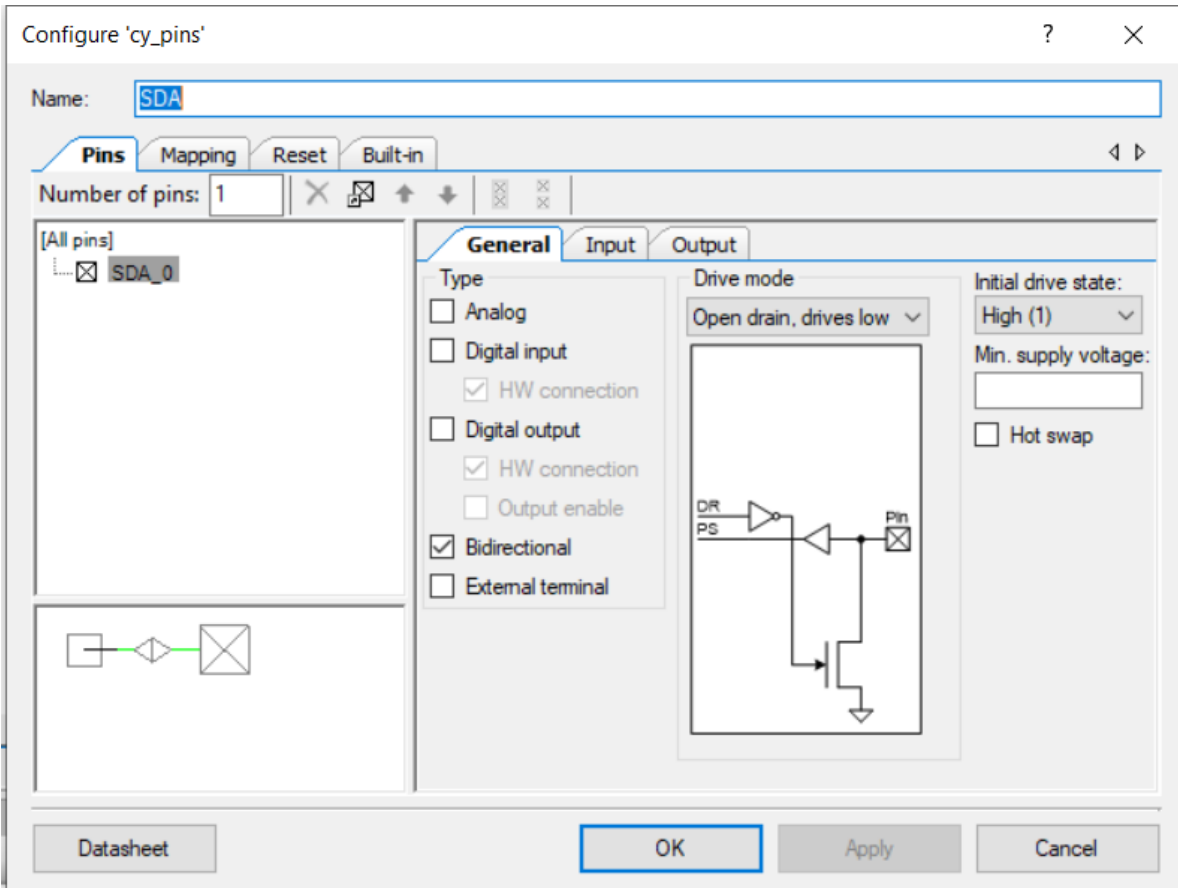 Configure 'cy_pins'
?
Name:
SDA
Pins
Mapping
Reset
Built-in
Number of pins:
1
[All pins]
SDA_0
General
Input
Output
Type
Analog
Digital input
HW connection
Digital output
HW connection
Output enable
Bidirectional
External terminal
Drive mode
Open drain, drives low
DR
PS
Pin
Initial drive state:
High (1)
Min. supply voltage:
Hot swap
Datasheet
OK
Apply
Cancel